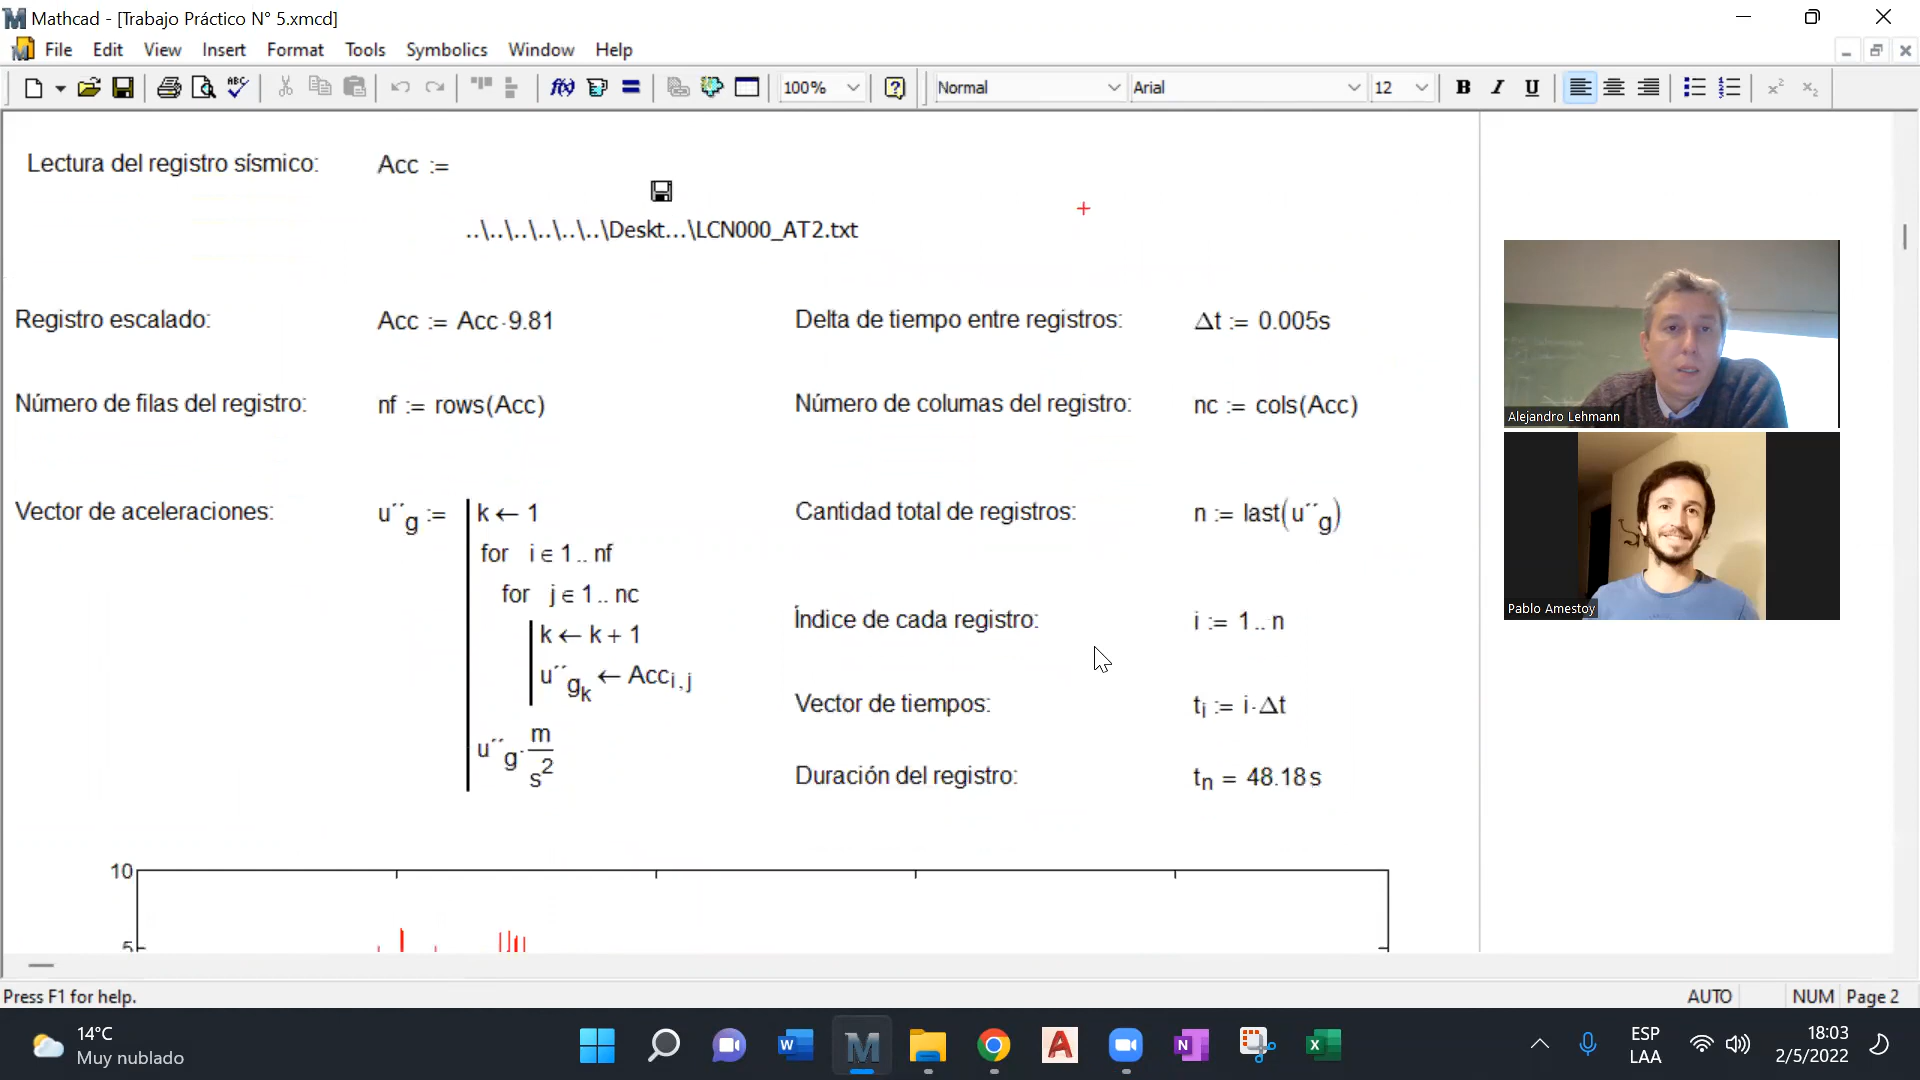 Mathcad - [Trabajo Práctico N° 5.xmcd]
File Edit View Insert Format Tools Symbolics Window Help
100% Normal Arial 12 B I U
Lectura del registro sísmico: Acc :=
..\..\..\..\..\..\Deskt...\LCN000_AT2.txt
Registro escalado: Acc := Acc·9.81 Delta de tiempo entre registros: Δt := 0.005s
Número de filas del registro: nf := rows(Acc) Número de columas del registro: nc := cols(Acc)
Vector de aceleraciones: u´´g := k ← 1 Cantidad total de registros: n := last(u´´g)
for i ∈ 1 .. nf
for j ∈ 1 .. nc
k ← k + 1 Índice de cada registro: i := 1 .. n
u´´gk ← Acci,j
Vector de tiempos: ti := i·Δt
u´´g · m/s2
Duración del registro: tn = 48.18 s
10
5
Alejandro Lehmann
Pablo Amestoy
Press F1 for help. AUTO NUM Page 2
14°C
Muy nublado
ESP
LAA
18:03
2/5/2022